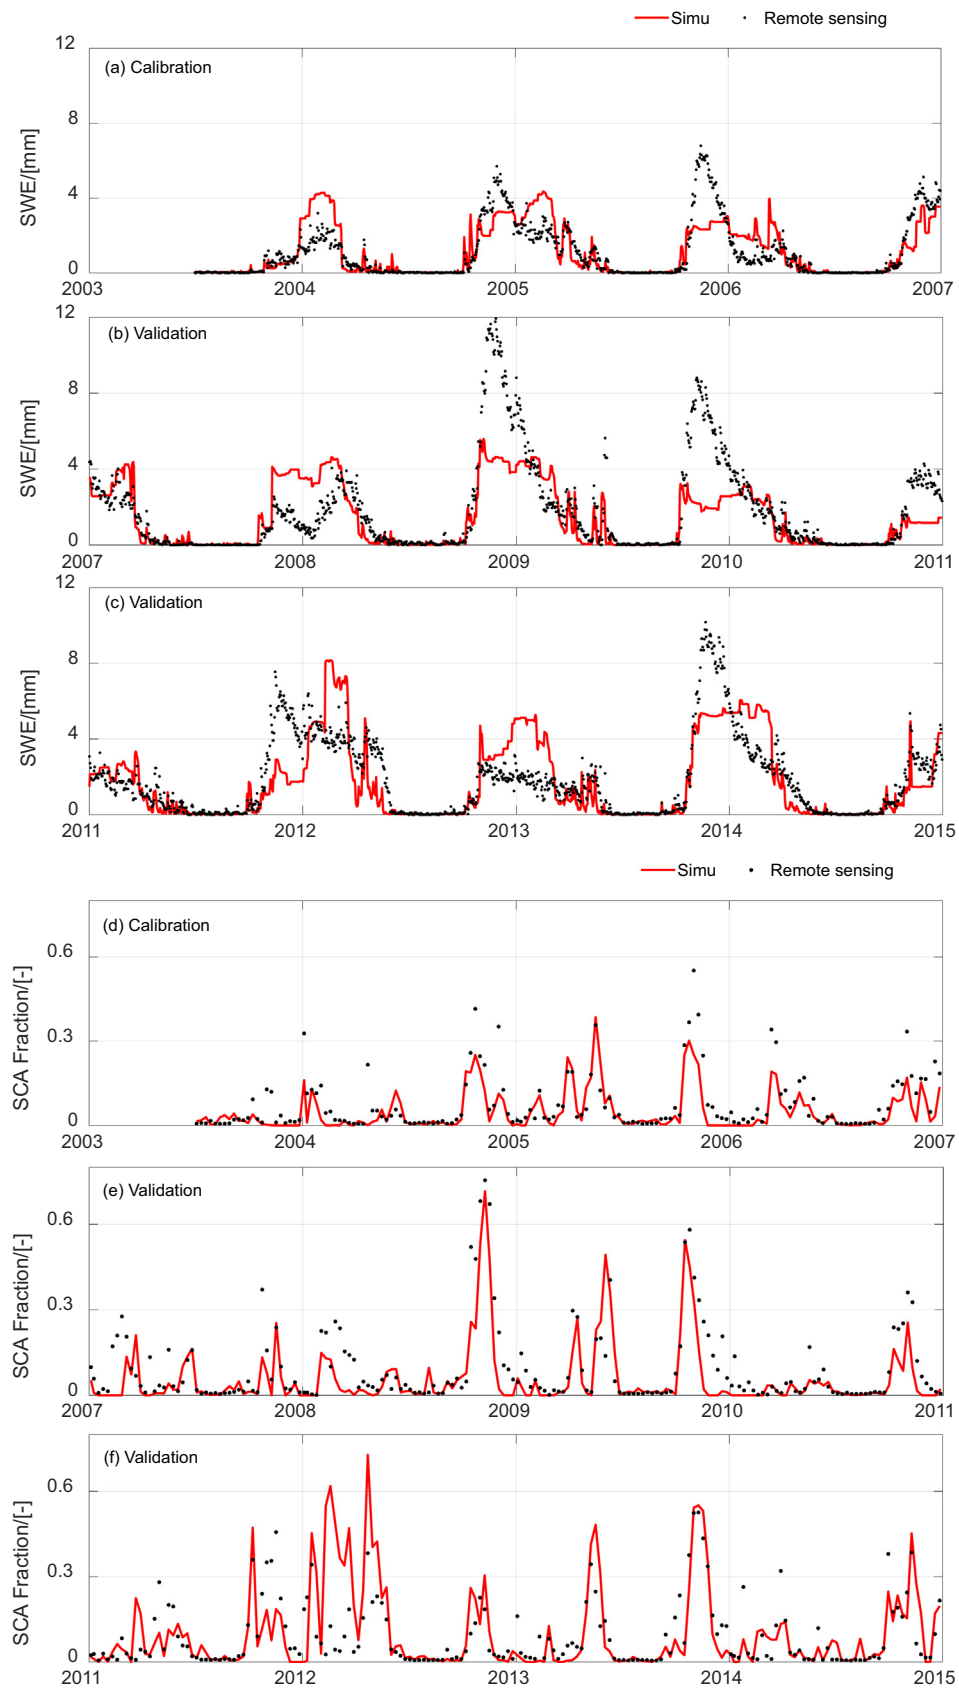 Simu Remote sensing
12
(a) Calibration
8
SWE/[mm]
4
0
2003 2004 2005 2006 2007
12
(b) Validation
8
SWE/[mm]
4
0
2007 2008 2009 2010 2011
12
(c) Validation
8
SWE/[mm]
4
0
2011 2012 2013 2014 2015
Simu Remote sensing
(d) Calibration
0.6
SCA Fraction/[-]
0.3
0
2003 2004 2005 2006 2007
(e) Validation
0.6
SCA Fraction/[-]
0.3
0
2007 2008 2009 2010 2011
(f) Validation
0.6
SCA Fraction/[-]
0.3
0
2011 2012 2013 2014 2015